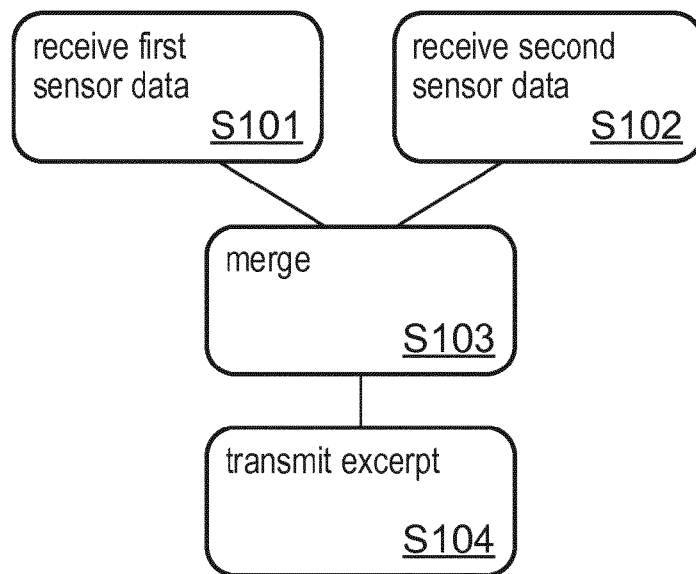 receive first
sensor data
S101
receive second
sensor data
S102
merge
S103
transmit excerpt
S104